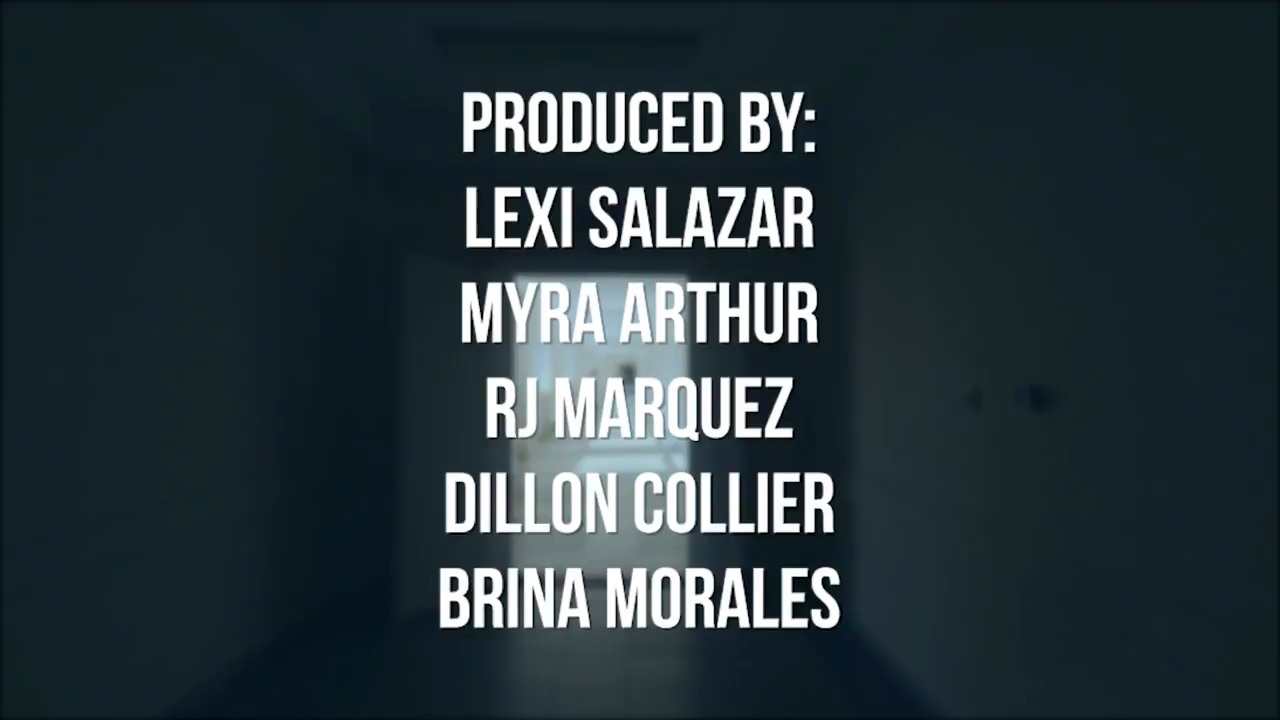 PRODUCED BY:
LEXI SALAZAR
MYRA ARTHUR
RJ MARQUEZ
DILLON COLLIER
BRINA MORALES